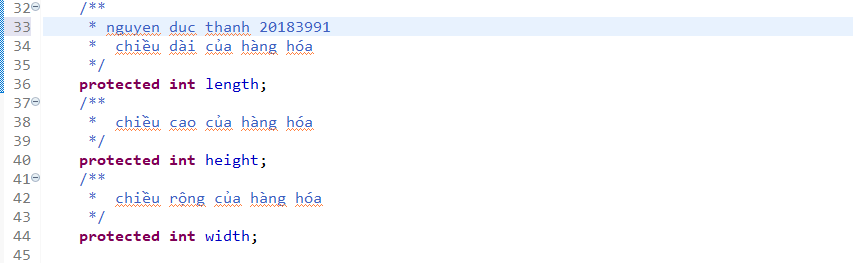 32 /**
33 * nguyen duc thanh 20183991
34 * chiều dài của hàng hóa
35 */
36 protected int length;
37 /**
38 * chiều cao của hàng hóa
39 */
40 protected int height;
41 /**
42 * chiều rộng của hàng hóa
43 */
44 protected int width;
45